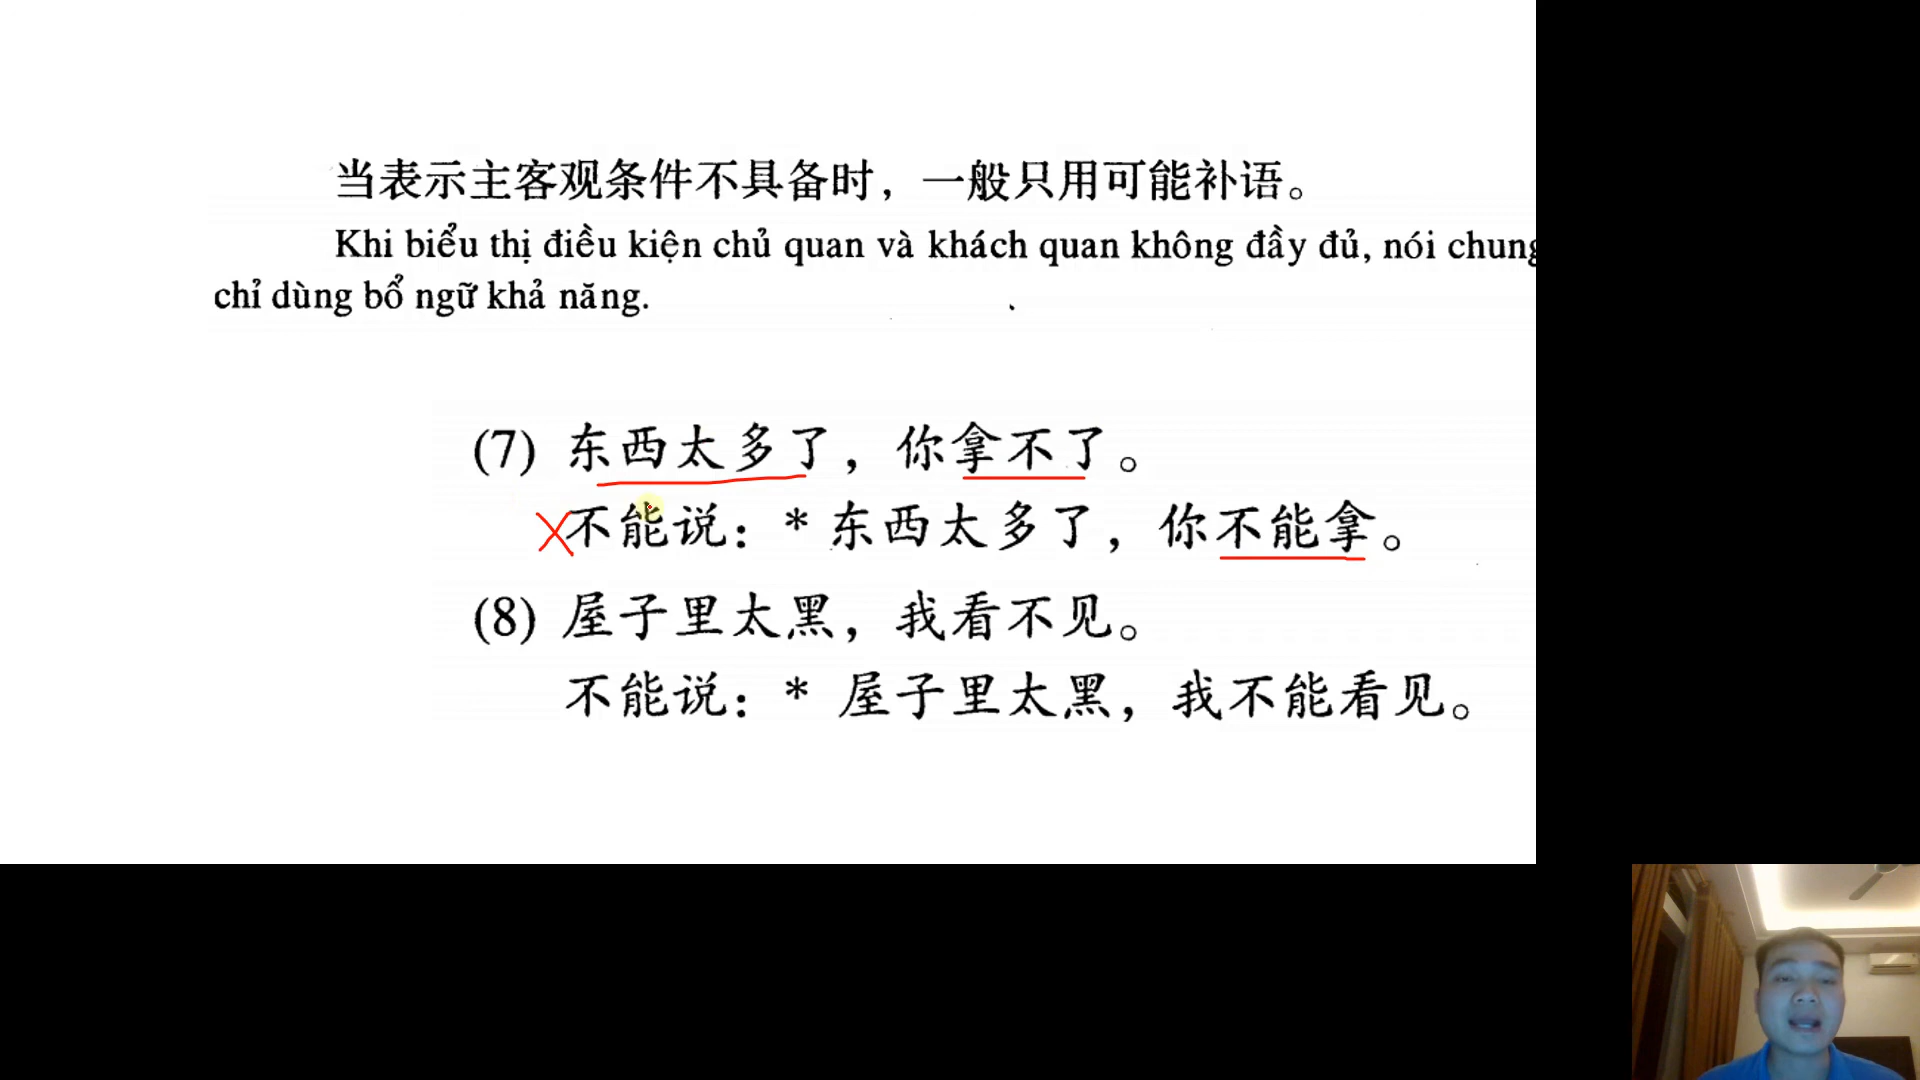 当表示主客观条件不具备时，一般只用可能补语。
Khi biểu thị điều kiện chủ quan và khách quan không đầy đủ, nói chung
chỉ dùng bổ ngữ khả năng.
(7) 东西太多了，你拿不了。
不能说：* 东西太多了，你不能拿。
(8) 屋子里太黑，我看不见。
不能说：* 屋子里太黑，我不能看见。